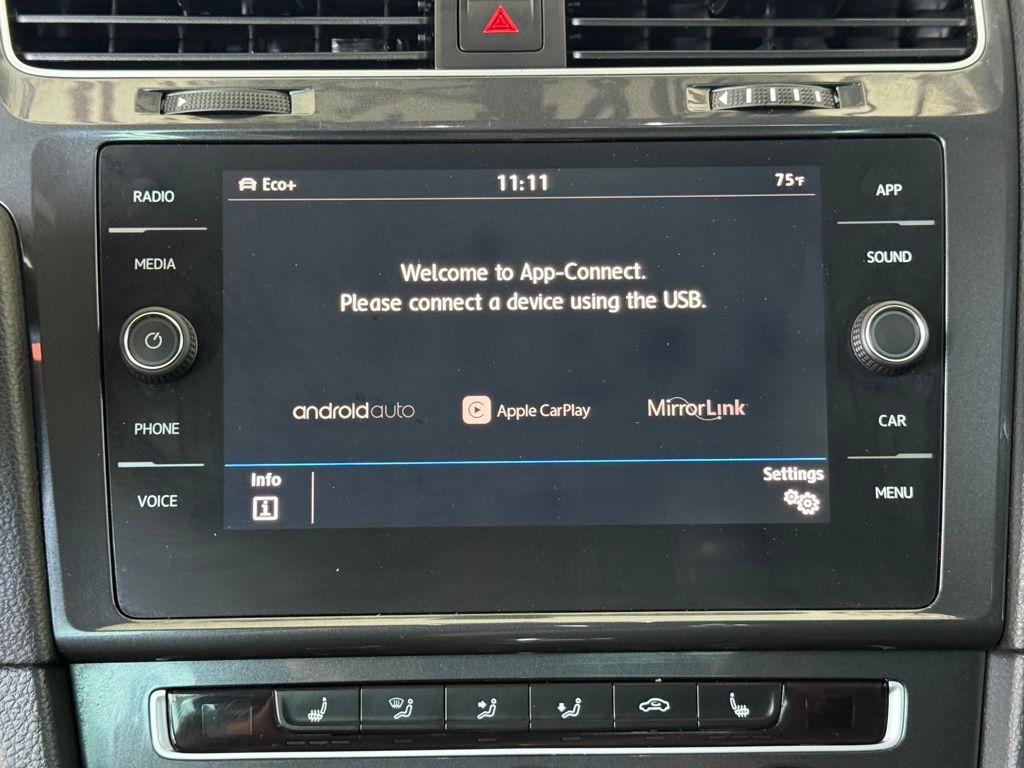 RADIO
MEDIA
PHONE
VOICE
Eco+
11:11
75°F
Welcome to App-Connect.
Please connect a device using the USB.
androidauto
Apple CarPlay
MirrorLink
Info
i
Settings
APP
SOUND
CAR
MENU